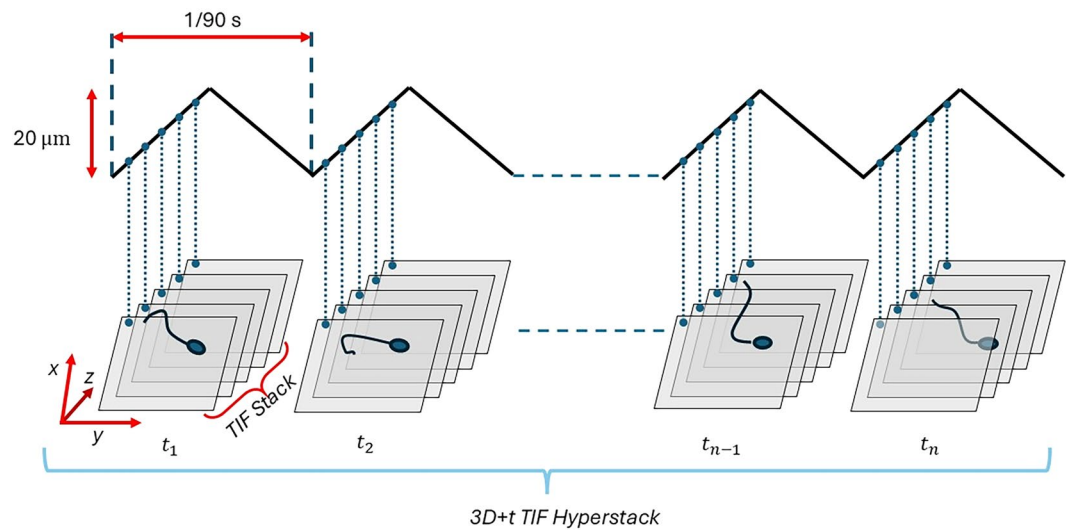 1/90 s
20 μm
x
z
y
TIF Stack
t₁
t₂
tₙ₋₁
tₙ
3D+t TIF Hyperstack